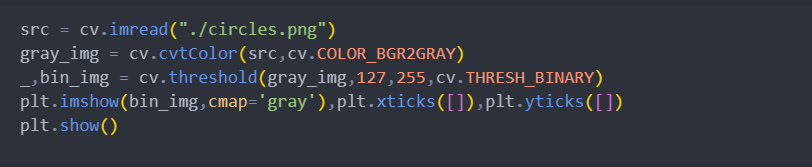 src = cv.imread("./circles.png")
gray_img = cv.cvtColor(src,cv.COLOR_BGR2GRAY)
_,bin_img = cv.threshold(gray_img,127,255,cv.THRESH_BINARY)
plt.imshow(bin_img,cmap='gray'),plt.xticks([]),plt.yticks([])
plt.show()